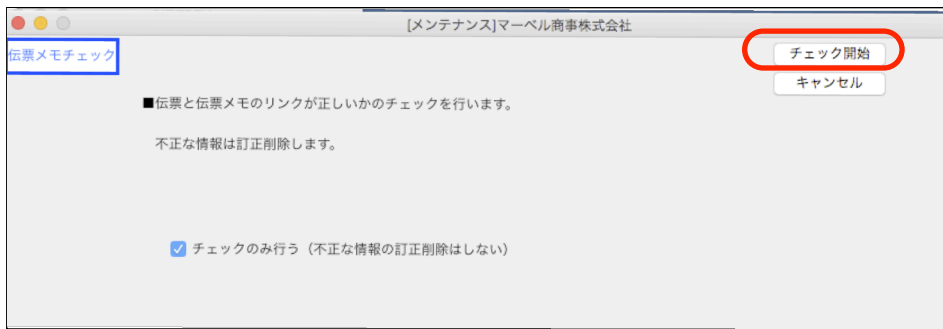 [メンテナンス]マーベル商事株式会社
伝票メモチェック
チェック開始
キャンセル
■伝票と伝票メモのリンクが正しいかのチェックを行います。
不正な情報は訂正削除します。
チェックのみ行う（不正な情報の訂正削除はしない）